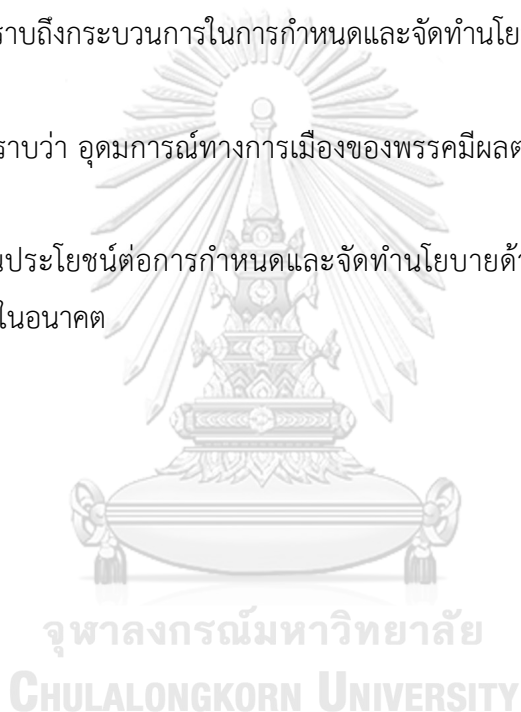 ราบถึงกระบวนการในการกำหนดและจัดทำนโย
ราบว่า อุดมการณ์ทางการเมืองของพรรคมีผลต
นประโยชน์ต่อการกำหนดและจัดทำนโยบายด้
ในอนาคต
จุฬาลงกรณ์มหาวิทยาลัย
CHULALONGKORN UNIVERSITY